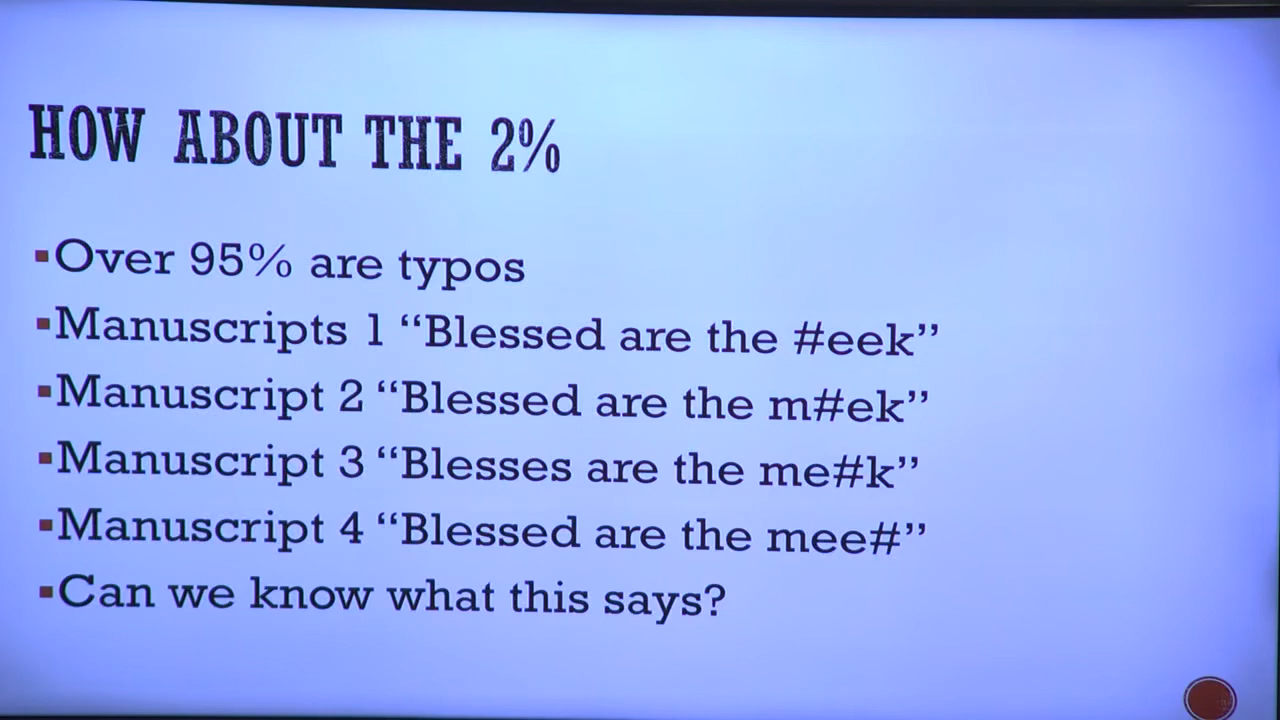 HOW ABOUT THE 2%
▪Over 95% are typos
▪Manuscripts 1 “Blessed are the #eek”
▪Manuscript 2 “Blessed are the m#ek”
▪Manuscript 3 “Blesses are the me#k”
▪Manuscript 4 “Blessed are the mee#”
▪Can we know what this says?